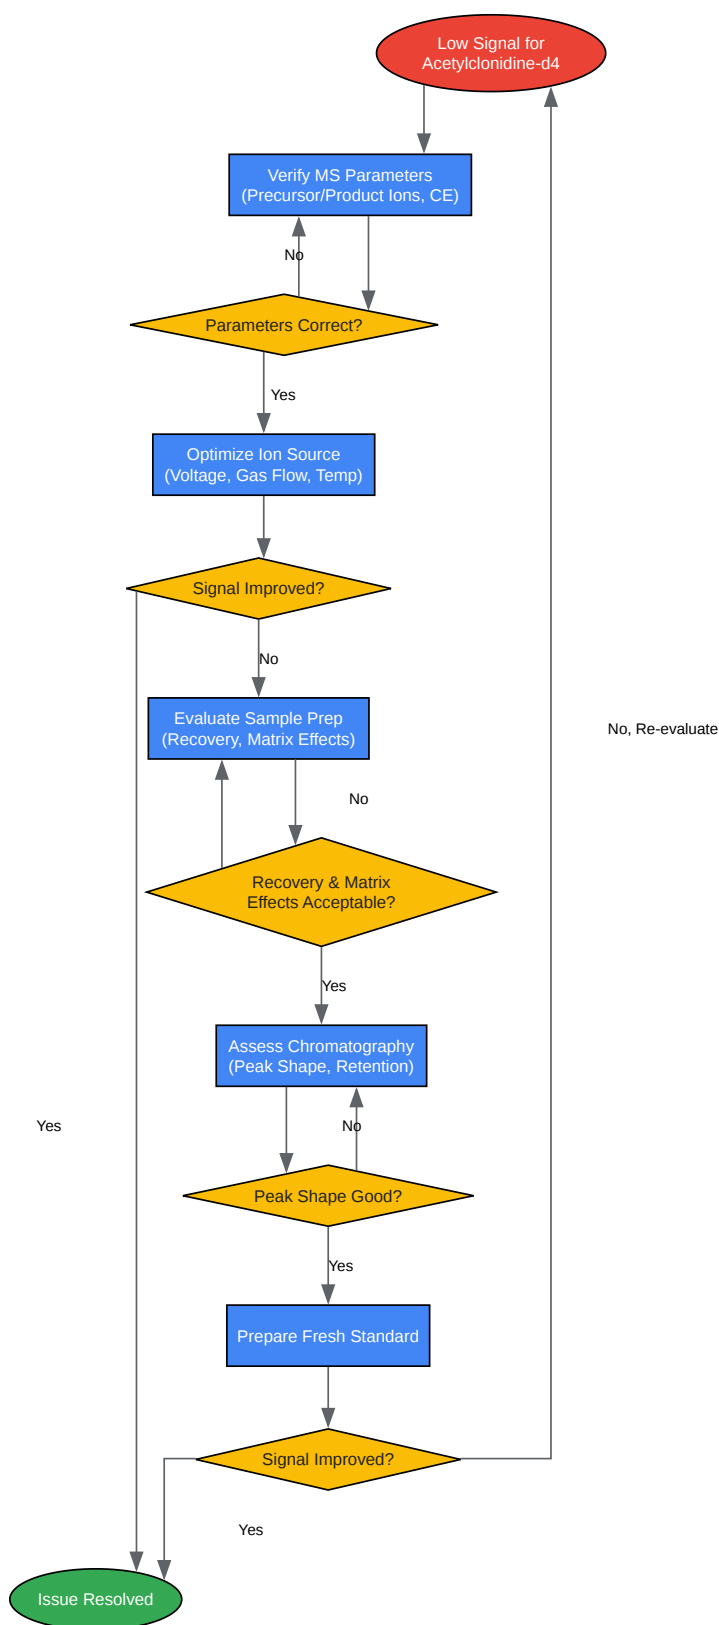 Low Signal for
Acetylclonidine-d4
Verify MS Parameters
(Precursor/Product Ions, CE)
No
Parameters Correct?
Yes
Optimize Ion Source
(Voltage, Gas Flow, Temp)
Signal Improved?
No
Evaluate Sample Prep
(Recovery, Matrix Effects)
No, Re-evaluate
No
Recovery & Matrix
Effects Acceptable?
Yes
Assess Chromatography
(Peak Shape, Retention)
Yes
No
Peak Shape Good?
Yes
Prepare Fresh Standard
Signal Improved?
Yes
Issue Resolved